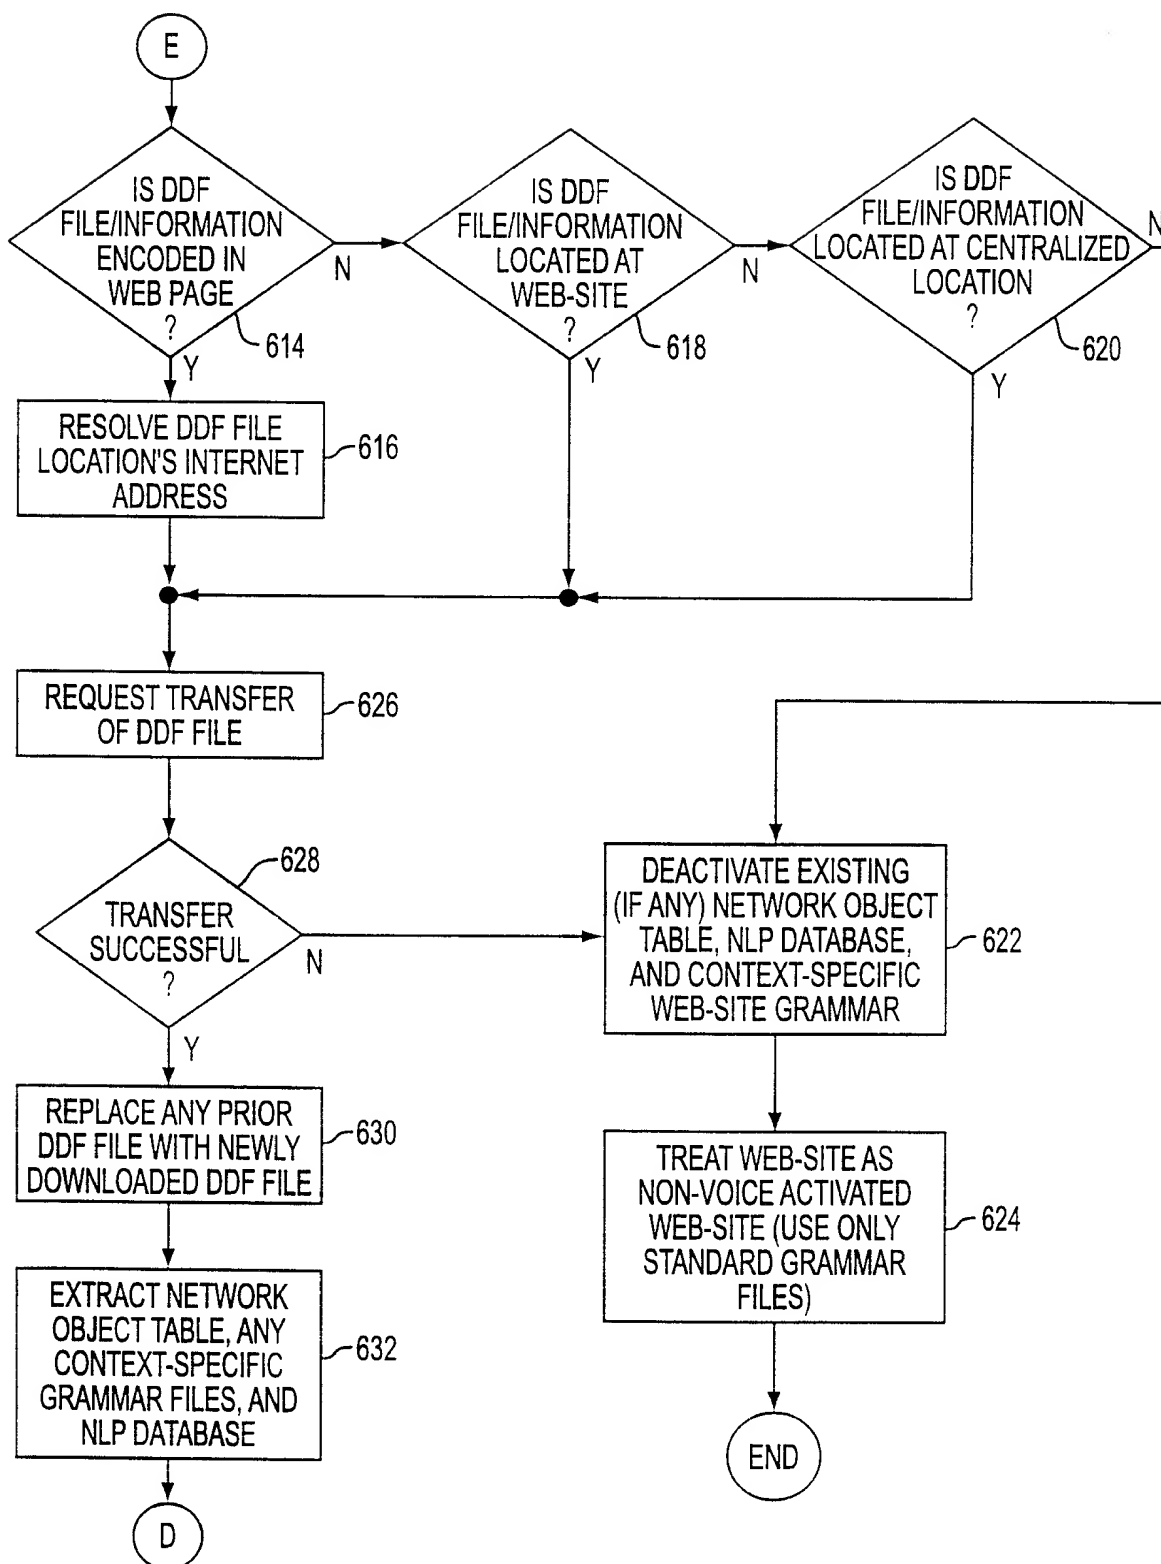 E
IS DDF
FILE/INFORMATION
ENCODED IN
WEB PAGE
?
614
N
Y
IS DDF
FILE/INFORMATION
LOCATED AT
WEB-SITE
?
618
N
Y
IS DDF
FILE/INFORMATION
LOCATED AT CENTRALIZED
LOCATION
?
620
N
Y
RESOLVE DDF FILE
LOCATION'S INTERNET
ADDRESS
616
REQUEST TRANSFER
OF DDF FILE
626
TRANSFER
SUCCESSFUL
?
628
N
Y
DEACTIVATE EXISTING
(IF ANY) NETWORK OBJECT
TABLE, NLP DATABASE,
AND CONTEXT-SPECIFIC
WEB-SITE GRAMMAR
622
REPLACE ANY PRIOR
DDF FILE WITH NEWLY
DOWNLOADED DDF FILE
630
TREAT WEB-SITE AS
NON-VOICE ACTIVATED
WEB-SITE (USE ONLY
STANDARD GRAMMAR
FILES)
624
EXTRACT NETWORK
OBJECT TABLE, ANY
CONTEXT-SPECIFIC
GRAMMAR FILES, AND
NLP DATABASE
632
END
D